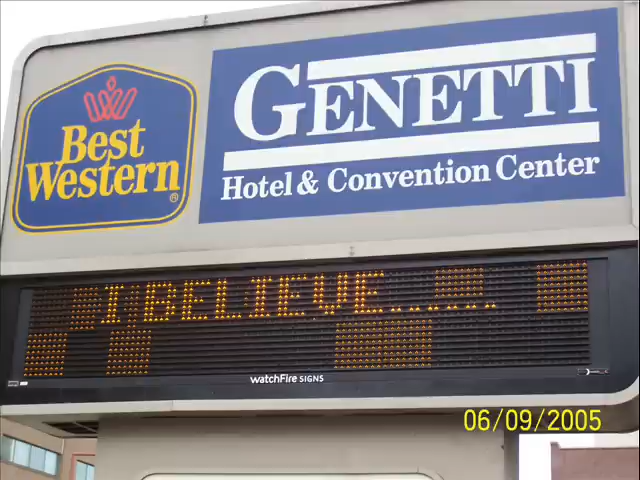 Best
Western
®
GENETTI
Hotel & Convention Center
I BELIEVE......
watchFire SIGNS
06/09/2005